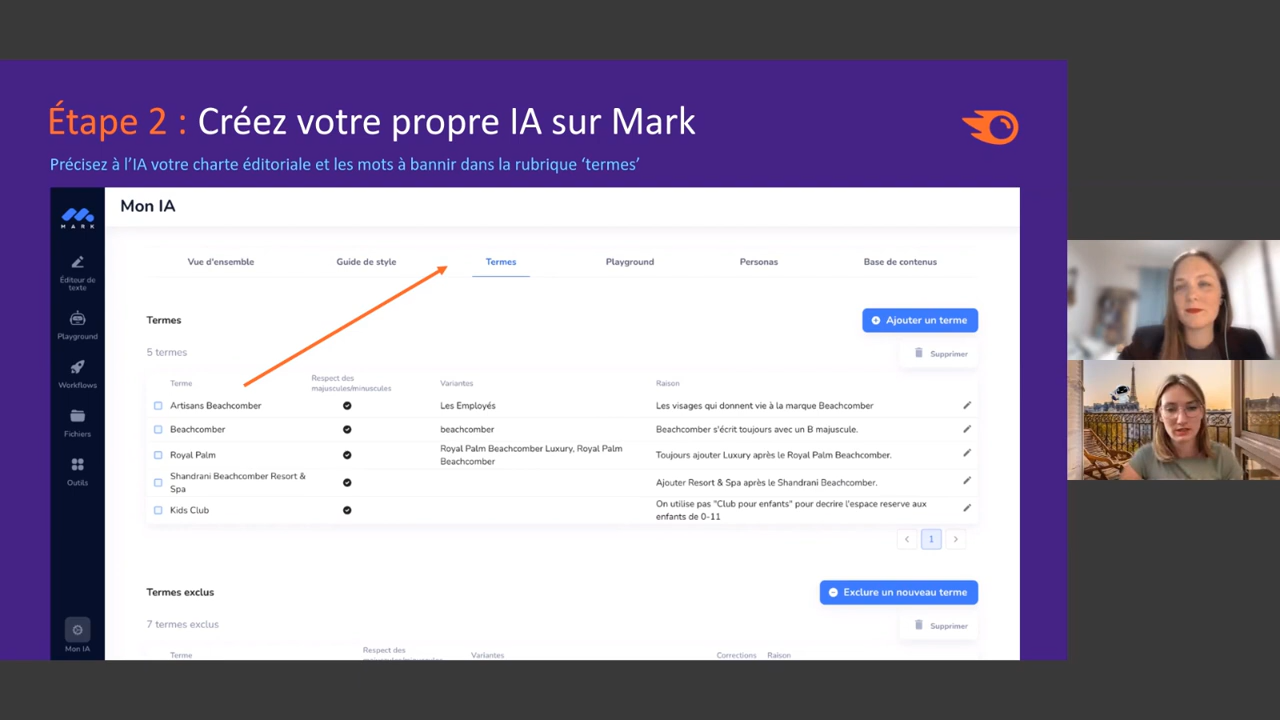 Étape 2 : Créez votre propre IA sur Mark
Précisez à l'IA votre charte éditoriale et les mots à bannir dans la rubrique 'termes'
MARK
Éditeur de
texte
Playground
Workflows
Fichiers
Outils
Mon IA
Mon IA
Vue d'ensemble
Guide de style
Termes
Playground
Personas
Base de contenus
Termes
Ajouter un terme
5 termes
Supprimer
Terme
Respect des
majuscules/minuscules
Variantes
Raison
Artisans Beachcomber
Les Employés
Les visages qui donnent vie à la marque Beachcomber
Beachcomber
beachcomber
Beachcomber s'écrit toujours avec un B majuscule.
Royal Palm
Royal Palm Beachcomber Luxury, Royal Palm
Beachcomber
Toujours ajouter Luxury après le Royal Palm Beachcomber.
Shandrani Beachcomber Resort &
Spa
Ajouter Resort & Spa après le Shandrani Beachcomber.
Kids Club
On utilise pas "Club pour enfants" pour decrire l'espace reserve aux
enfants de 0-11
1
Termes exclus
Exclure un nouveau terme
7 termes exclus
Supprimer
Terme
Respect des
majuscules/minuscules
Variantes
Corrections
Raison